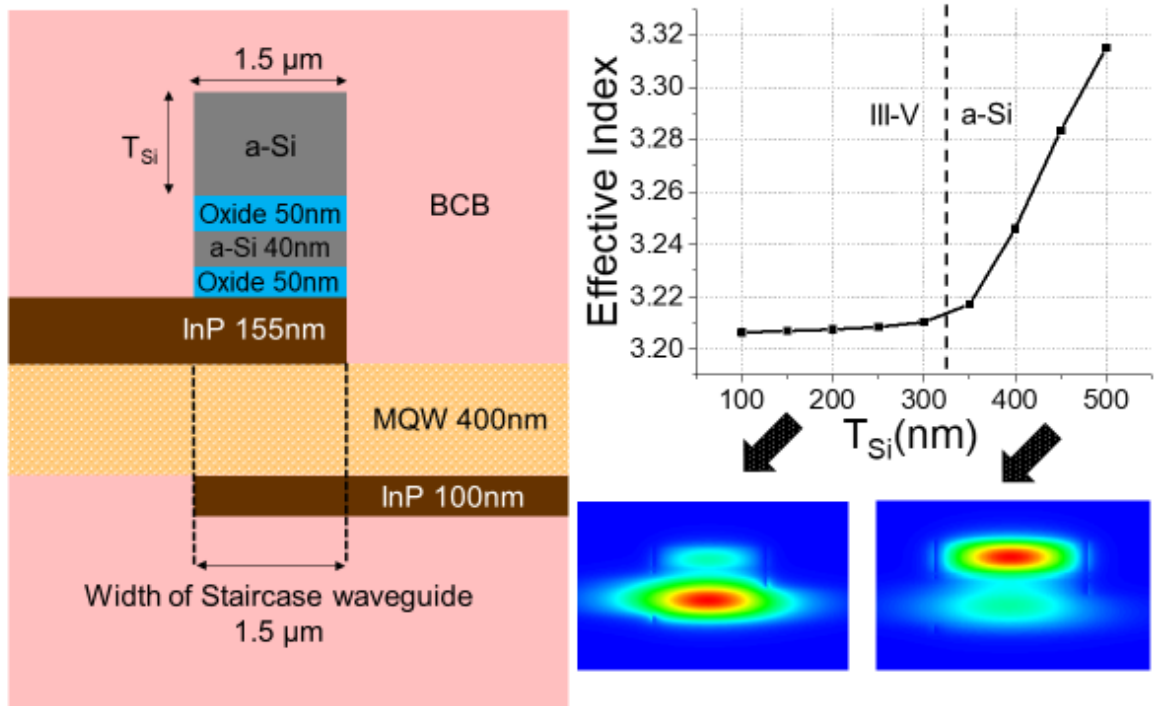 1.5 µm
T_Si
a-Si
Oxide 50nm
a-Si 40nm
Oxide 50nm
BCB
InP 155nm
MQW 400nm
InP 100nm
Width of Staircase waveguide
1.5 µm
Effective Index
3.32
3.30
3.28
3.26
3.24
3.22
3.20
III-V
a-Si
100
200
300
400
500
T_Si(nm)